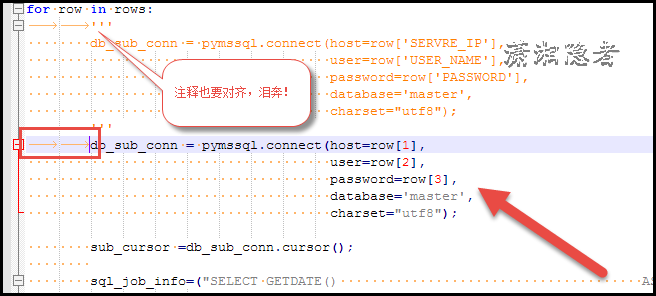 for row in rows:
'''
db_sub_conn = pymssql.connect(host=row['SERVRE_IP'],
user=row['USER_NAME'],
password=row['PASSWORD'],
database='master',
charset="utf8");
'''
潇湘隐者
注释也要对齐，泪奔！
db_sub_conn = pymssql.connect(host=row[1],
user=row[2],
password=row[3],
database='master',
charset="utf8");
sub_cursor =db_sub_conn.cursor();
sql_job_info=("SELECT GETDATE() AS